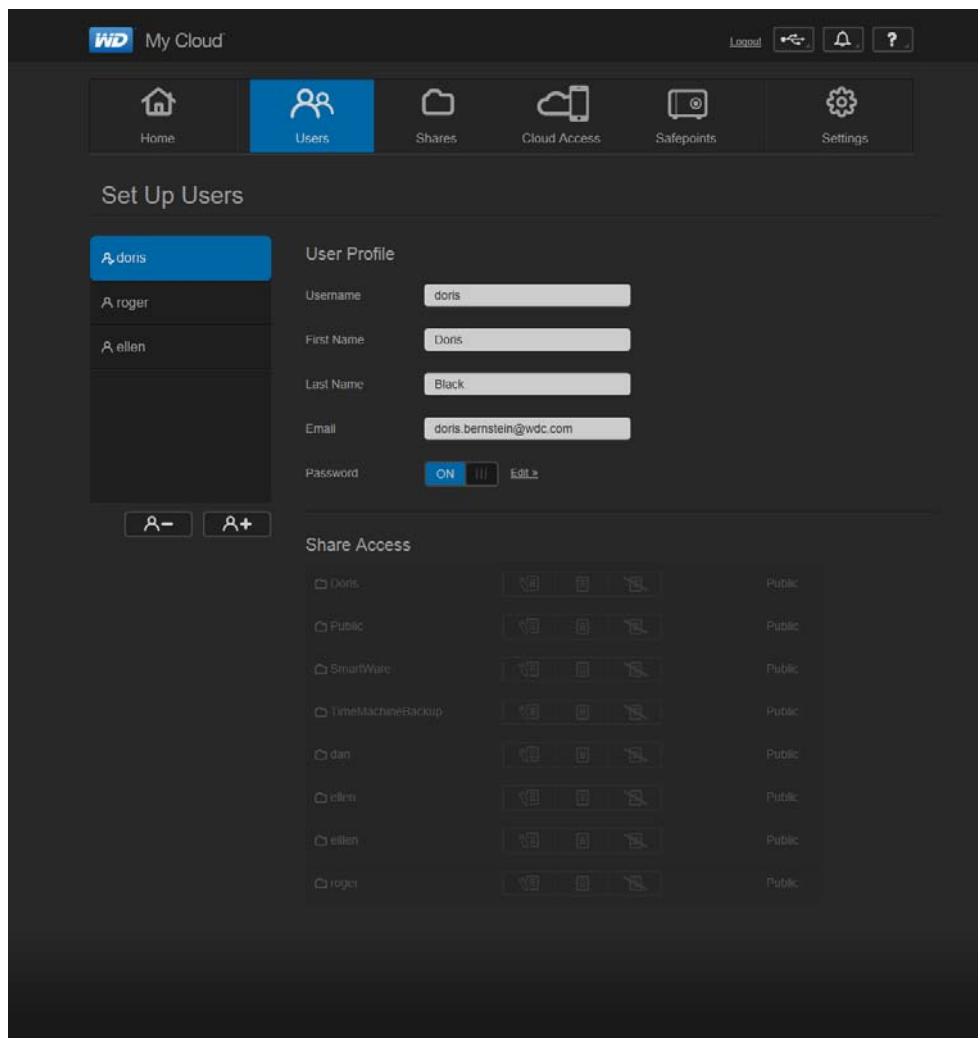 WD My Cloud Logout ?
Home Users Shares Cloud Access Safepoints Settings
Set Up Users
doris
roger
ellen
User Profile
Username doris
First Name Doris
Last Name Black
Email doris.bernstein@wdc.com
Password ON Edit »
Share Access
Doris Public
Public Public
SmartWare Public
TimeMachineBackup Public
dan Public
ellen Public
eillen Public
roger Public